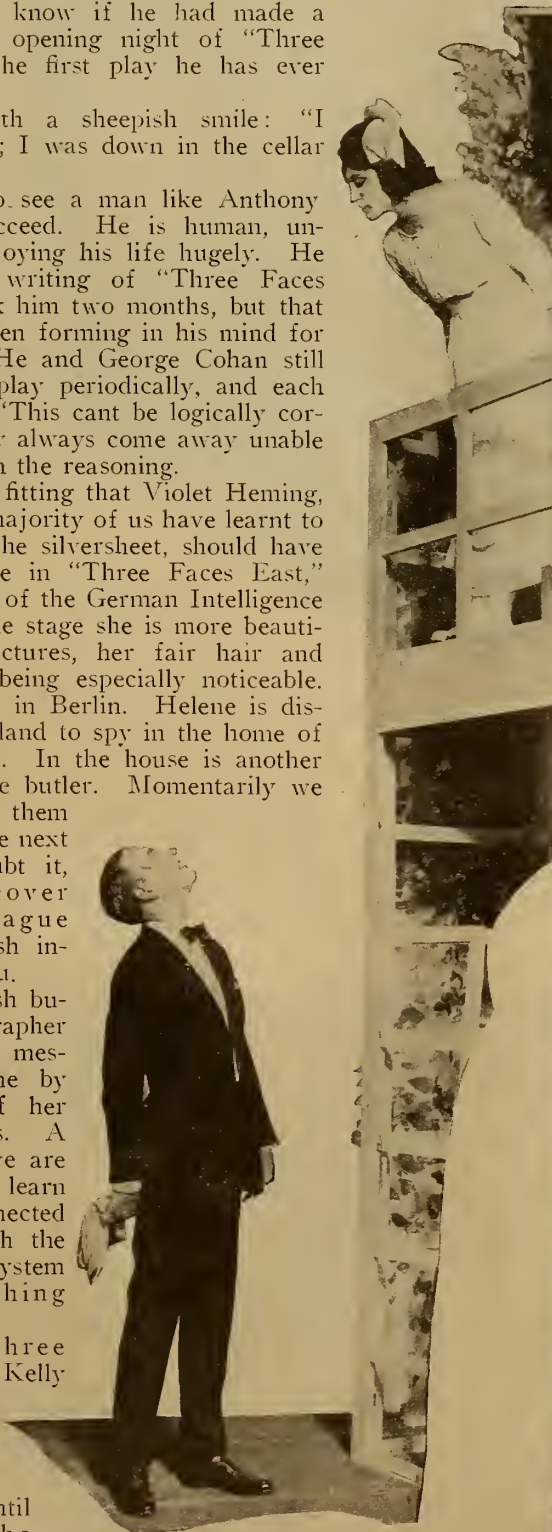 know if he had made a
opening night of “Three
he first play he has ever
th a sheepish smile: “I
; I was down in the cellar
o see a man like Anthony
cceed. He is human, un-
oying his life hugely. He
writing of “Three Faces
k him two months, but that
en forming in his mind for
He and George Cohan still
play periodically, and each
‘This cant be logically cor-
always come away unable
n the reasoning.
fitting that Violet Heming,
majority of us have learnt to
he silversheet, should have
e in “Three Faces East,”
of the German Intelligence
e stage she is more beauti-
ctures, her fair hair and
being especially noticeable.
in Berlin. Helene is dis-
land to spy in the home of
. In the house is another
e butler. Momentarily we
them
e next
bt it,
over
ague
sh in-
u.
sh bu-
rapher
mes-
ne by
f her
s. A
re are
learn
nected
h the
ystem
hing
hree
Kelly
ntil